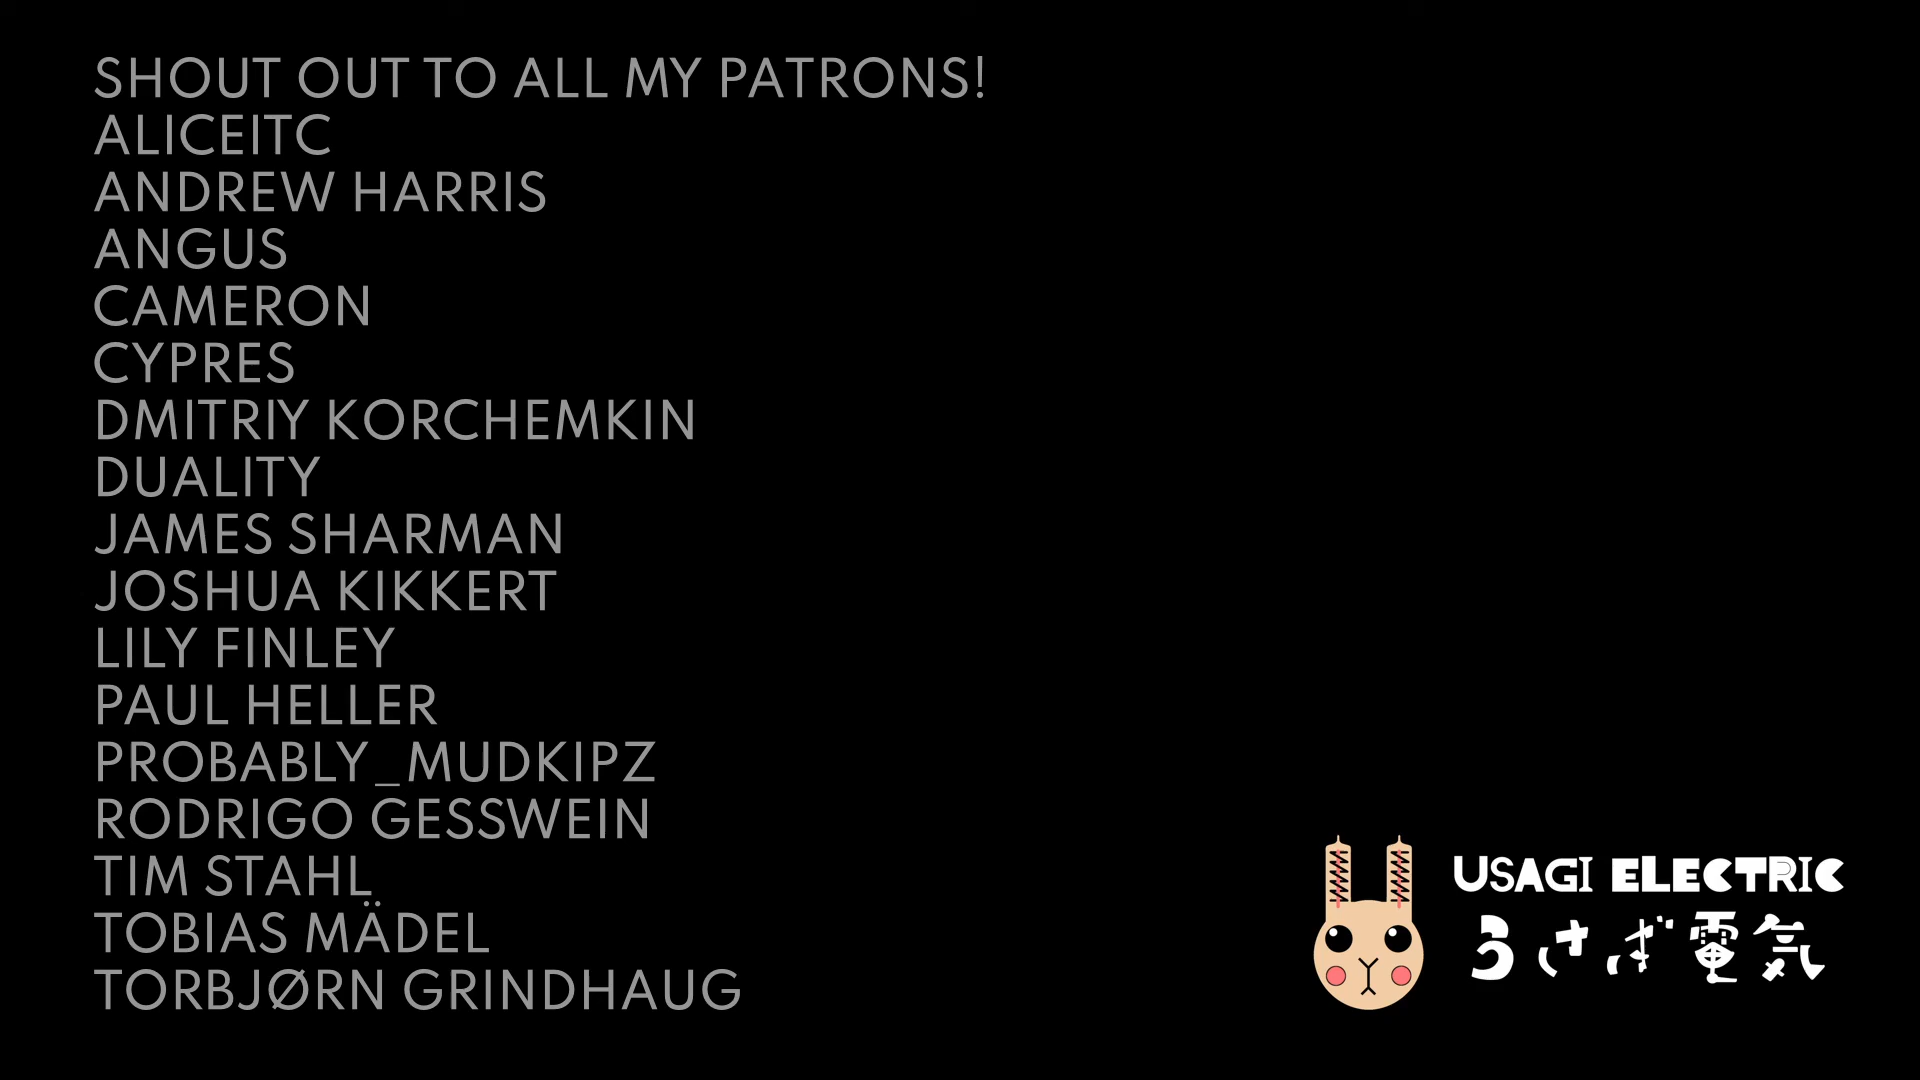 SHOUT OUT TO ALL MY PATRONS!
ALICEITC
ANDREW HARRIS
ANGUS
CAMERON
CYPRES
DMITRIY KORCHEMKIN
DUALITY
JAMES SHARMAN
JOSHUA KIKKERT
LILY FINLEY
PAUL HELLER
PROBABLY_MUDKIPZ
RODRIGO GESSWEIN
TIM STAHL
TOBIAS MÄDEL
TORBJØRN GRINDHAUG
USAGI ELECTRIC
うさぎ電気